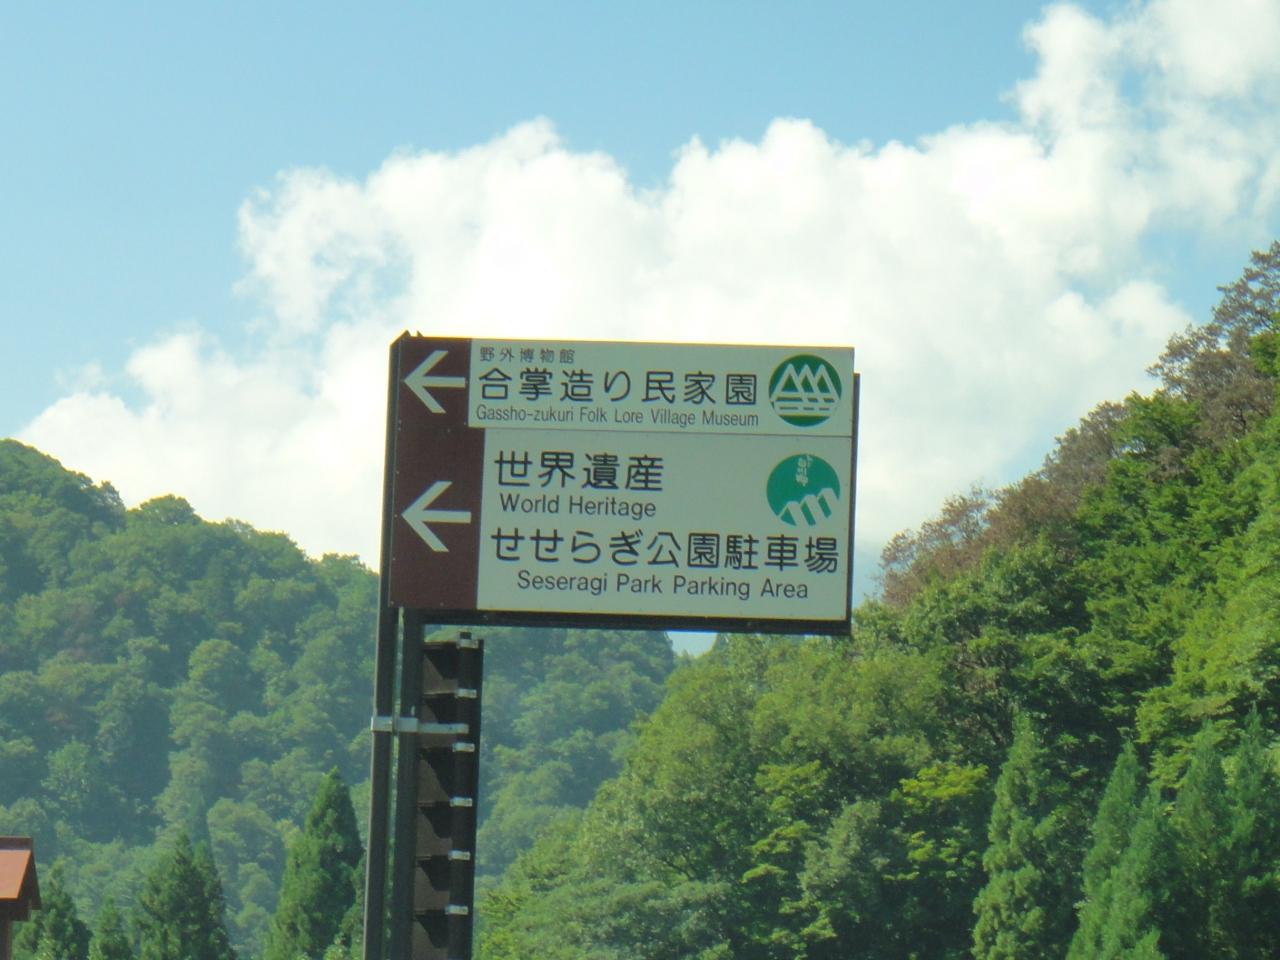 野外博物館
合掌造り民家園
Gassho-zukuri Folk Lore Village Museum
世界遺産
World Heritage
せせらぎ公園駐車場
Seseragi Park Parking Area